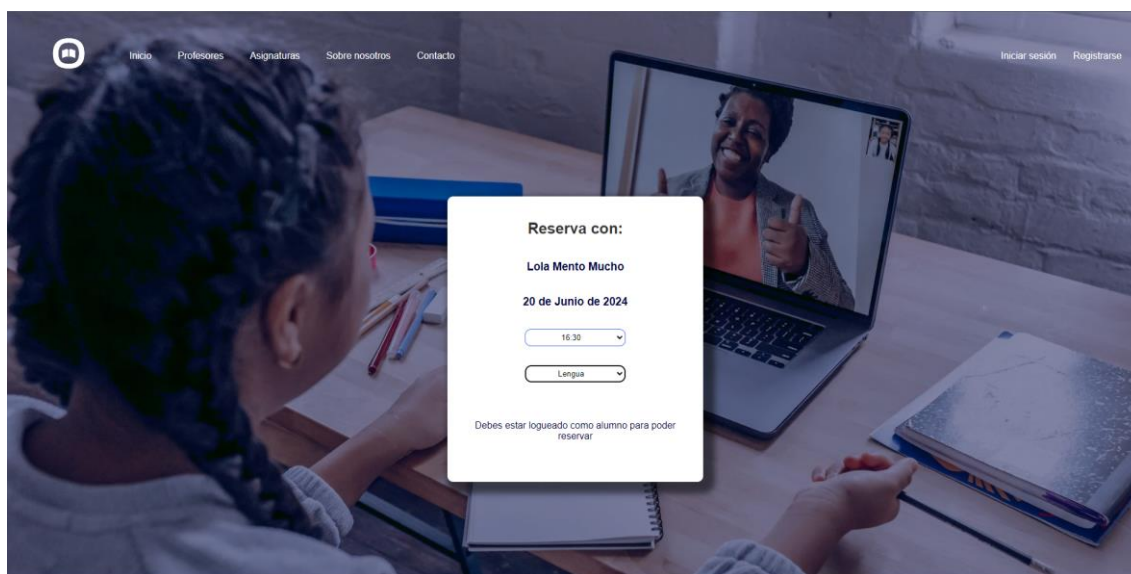 Inicio Profesores Asignaturas Sobre nosotros Contacto Iniciar sesión Registrarse
Reserva con:
Lola Mento Mucho
20 de Junio de 2024
16:30
Lengua
Debes estar logueado como alumno para poder
reservar